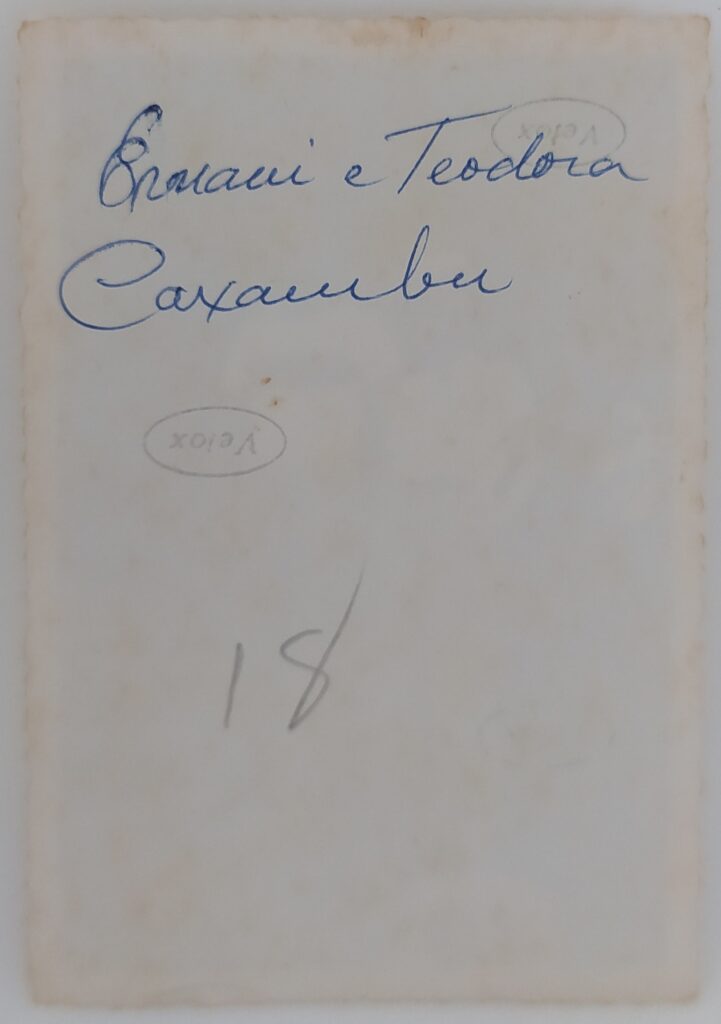 Ernani e Teodora
Velox
Caxambu
Velox
18